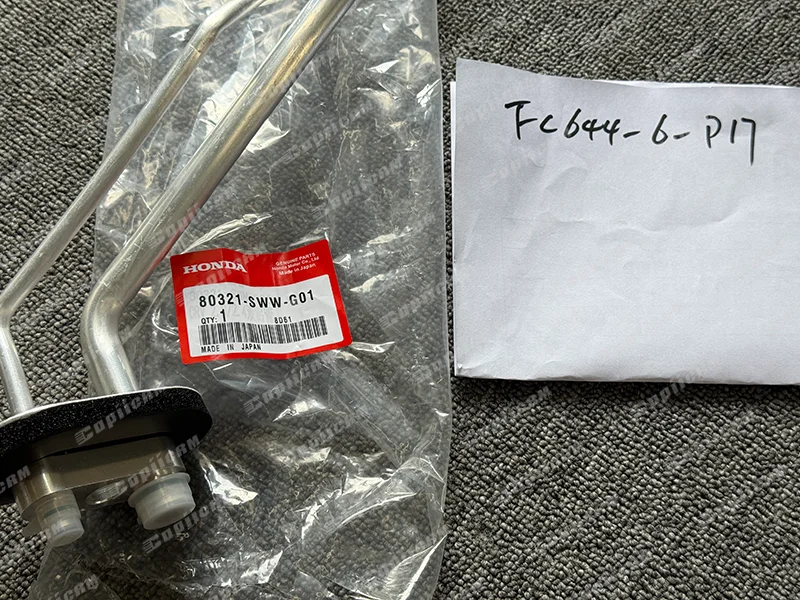 FC644-6-P17
HONDA
GENUINE PARTS
Honda Motor Co., Ltd.
Made in Japan
80321-SWW-G01
QTY: 1
8DB1
MADE IN JAPAN